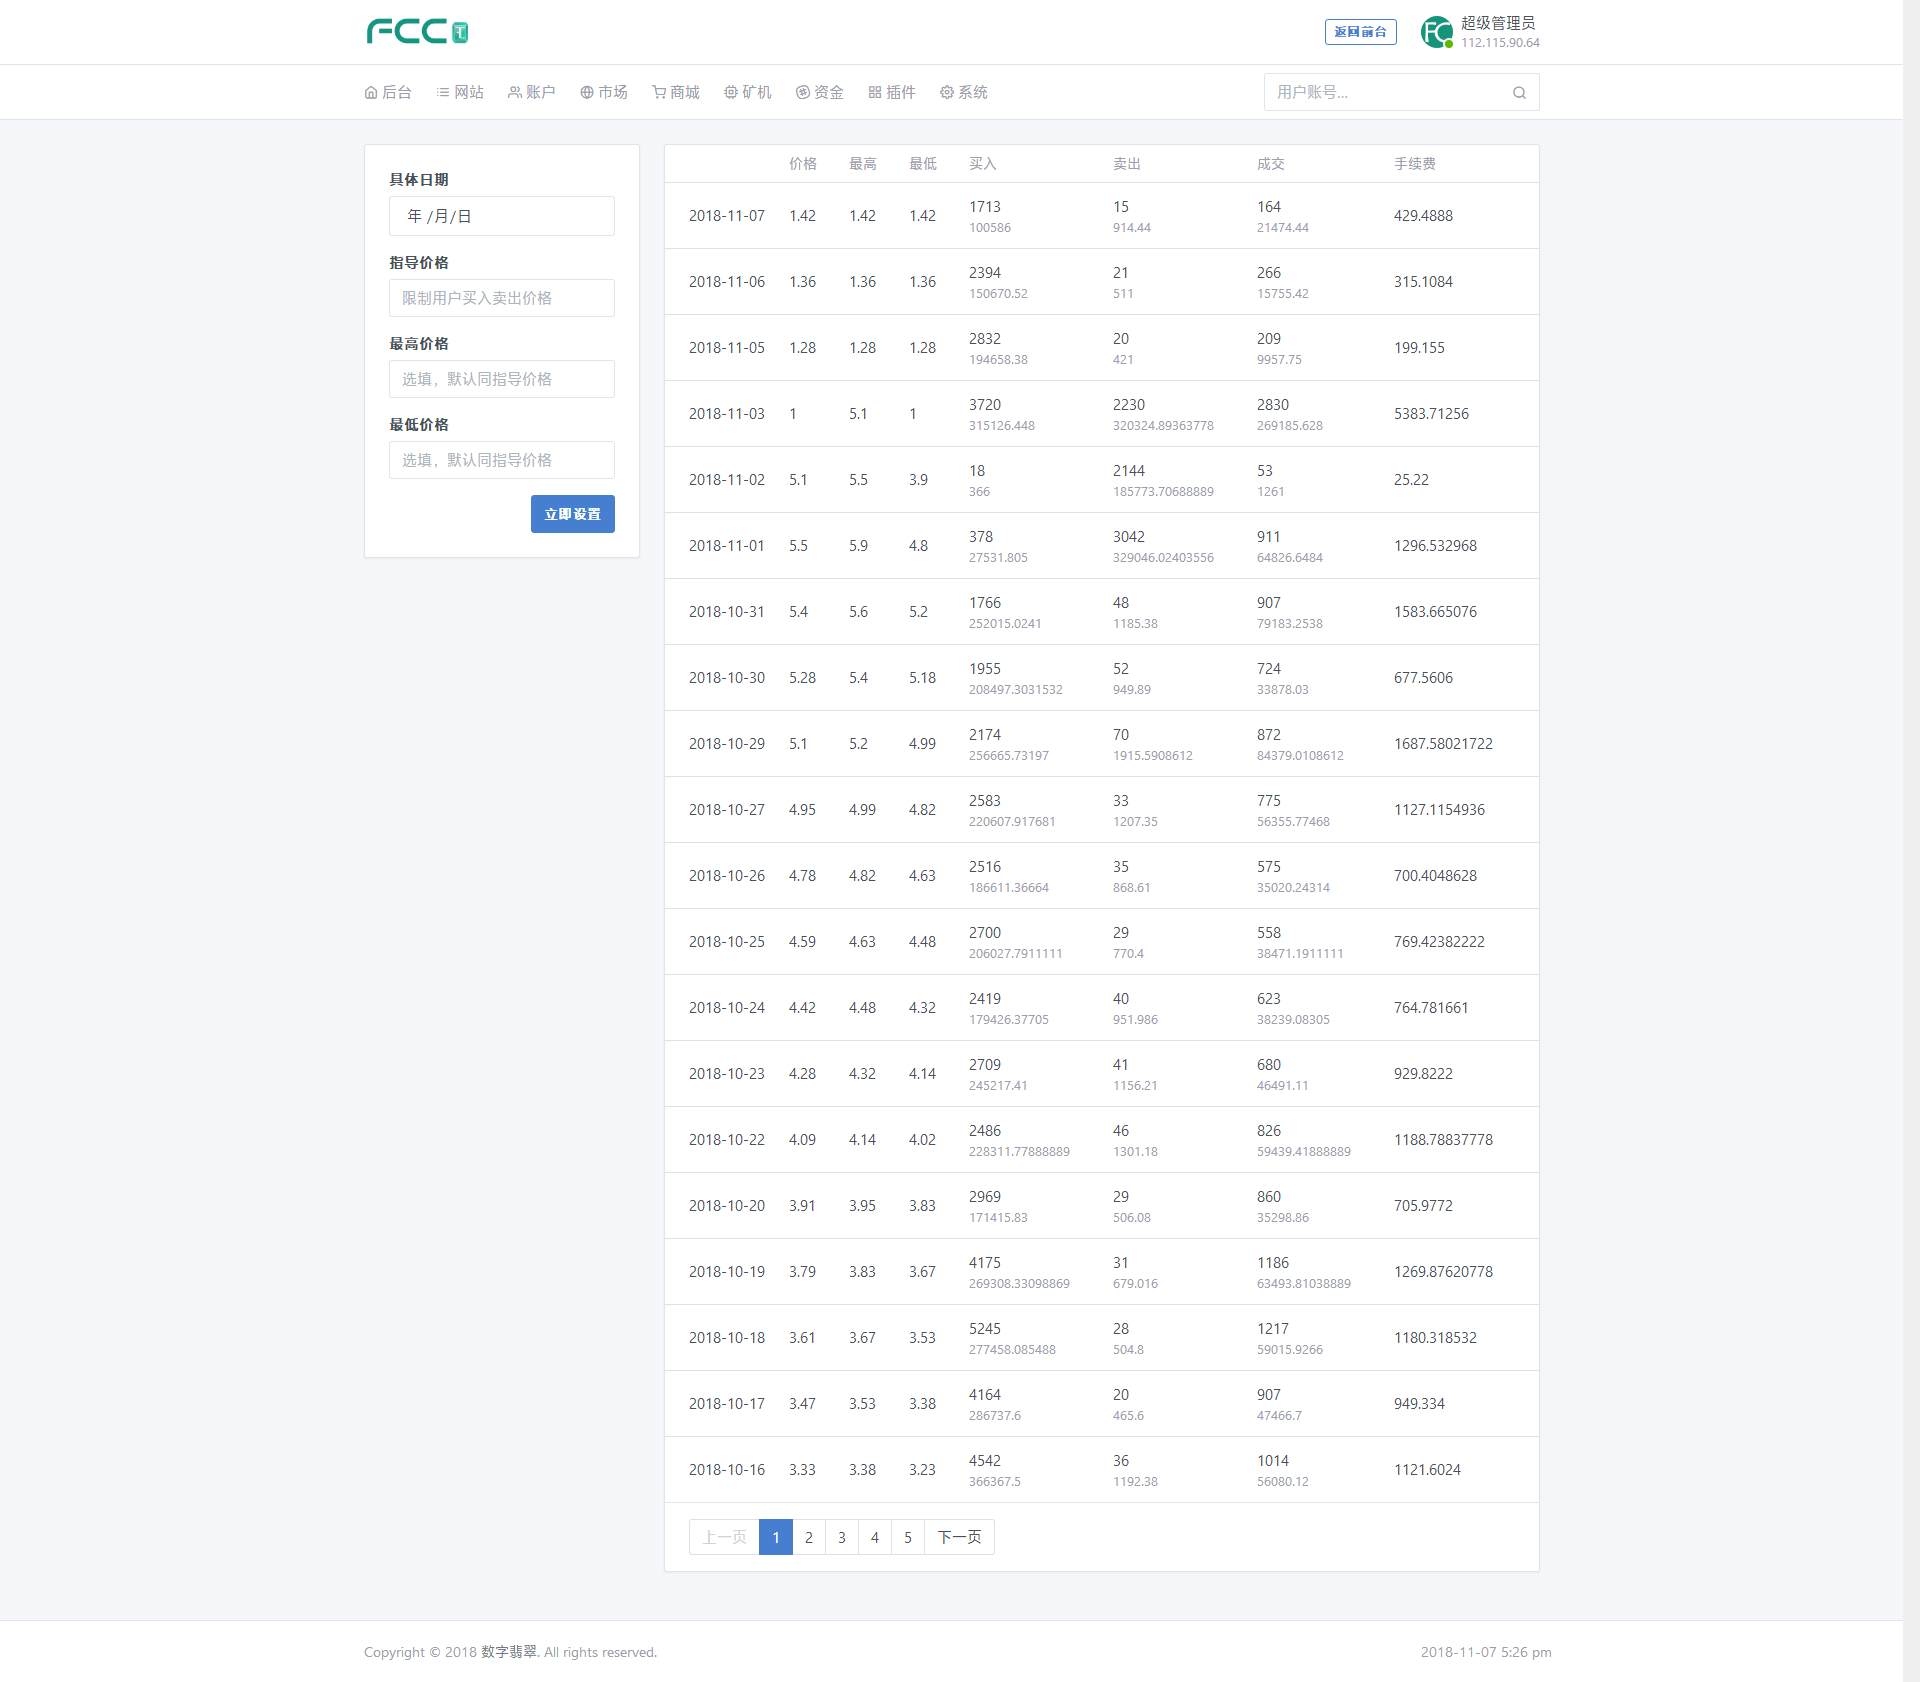 FCC
返回前台
FC
超级管理员
112.115.90.64
后台 网站 账户 市场 商城 矿机 资金 插件 系统
用户账号...
具体日期
年 /月/日
指导价格
限制用户买入卖出价格
最高价格
选填，默认同指导价格
最低价格
选填，默认同指导价格
立即设置
价格 最高 最低 买入 卖出 成交 手续费
2018-11-07 1.42 1.42 1.42 1713 15 164 429.4888
100586 914.44 21474.44
2018-11-06 1.36 1.36 1.36 2394 21 266 315.1084
150670.52 511 15755.42
2018-11-05 1.28 1.28 1.28 2832 20 209 199.155
194658.38 421 9957.75
2018-11-03 1 5.1 1 3720 2230 2830 5383.71256
315126.448 320324.89363778 269185.628
2018-11-02 5.1 5.5 3.9 18 2144 53 25.22
366 185773.70688889 1261
2018-11-01 5.5 5.9 4.8 378 3042 911 1296.532968
27531.805 329046.02403556 64826.6484
2018-10-31 5.4 5.6 5.2 1766 48 907 1583.665076
252015.0241 1185.38 79183.2538
2018-10-30 5.28 5.4 5.18 1955 52 724 677.5606
208497.3031532 949.89 33878.03
2018-10-29 5.1 5.2 4.99 2174 70 872 1687.58021722
256665.73197 1915.5908612 84379.0108612
2018-10-27 4.95 4.99 4.82 2583 33 775 1127.1154936
220607.917681 1207.35 56355.77468
2018-10-26 4.78 4.82 4.63 2516 35 575 700.4048628
186611.36664 868.61 35020.24314
2018-10-25 4.59 4.63 4.48 2700 29 558 769.42382222
206027.7911111 770.4 38471.1911111
2018-10-24 4.42 4.48 4.32 2419 40 623 764.781661
179426.37705 951.986 38239.08305
2018-10-23 4.28 4.32 4.14 2709 41 680 929.8222
245217.41 1156.21 46491.11
2018-10-22 4.09 4.14 4.02 2486 46 826 1188.78837778
228311.77888889 1301.18 59439.41888889
2018-10-20 3.91 3.95 3.83 2969 29 860 705.9772
171415.83 506.08 35298.86
2018-10-19 3.79 3.83 3.67 4175 31 1186 1269.87620778
269308.33098869 679.016 63493.81038889
2018-10-18 3.61 3.67 3.53 5245 28 1217 1180.318532
277458.085488 504.8 59015.9266
2018-10-17 3.47 3.53 3.38 4164 20 907 949.334
286737.6 465.6 47466.7
2018-10-16 3.33 3.38 3.23 4542 36 1014 1121.6024
366367.5 1192.38 56080.12
上一页 1 2 3 4 5 下一页
Copyright © 2018 数字翡翠. All rights reserved.
2018-11-07 5:26 pm